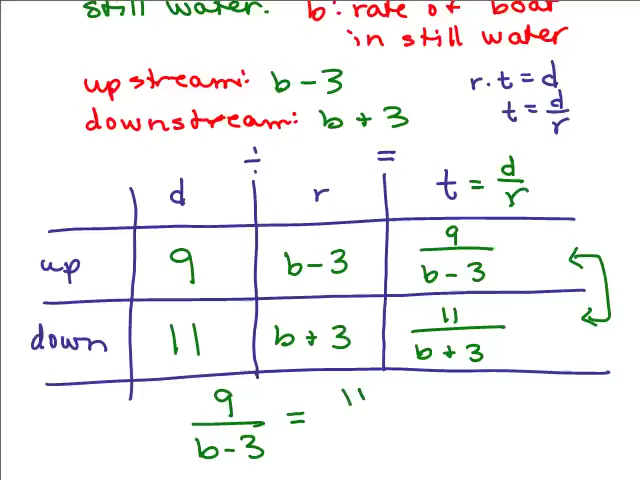 still water. b: rate of boat
in still water
upstream: b - 3 r · t = d
downstream: b + 3 t = d/r
÷ =
d r t = d/r
up 9 b - 3 9/(b - 3)
down 11 b + 3 11/(b + 3)
9/(b - 3) = 11